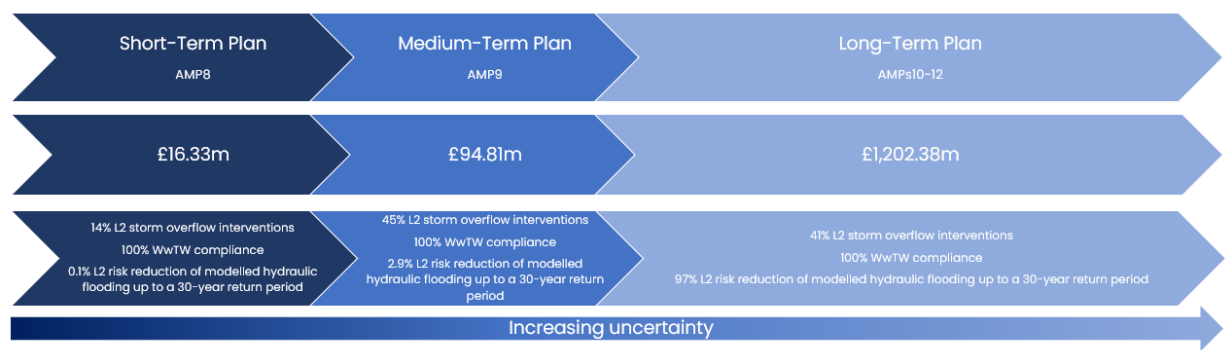 Short-Term Plan
AMP8
Medium-Term Plan
AMP9
Long-Term Plan
AMPs10-12
£16.33m
£94.81m
£1,202.38m
14% L2 storm overflow interventions
100% WwTW compliance
0.1% L2 risk reduction of modelled hydraulic
flooding up to a 30-year return period
45% L2 storm overflow interventions
100% WwTW compliance
2.9% L2 risk reduction of modelled
hydraulic flooding up to a 30-year return
period
41% L2 storm overflow interventions
100% WwTW compliance
97% L2 risk reduction of modelled hydraulic flooding up to a 30-year return period
Increasing uncertainty